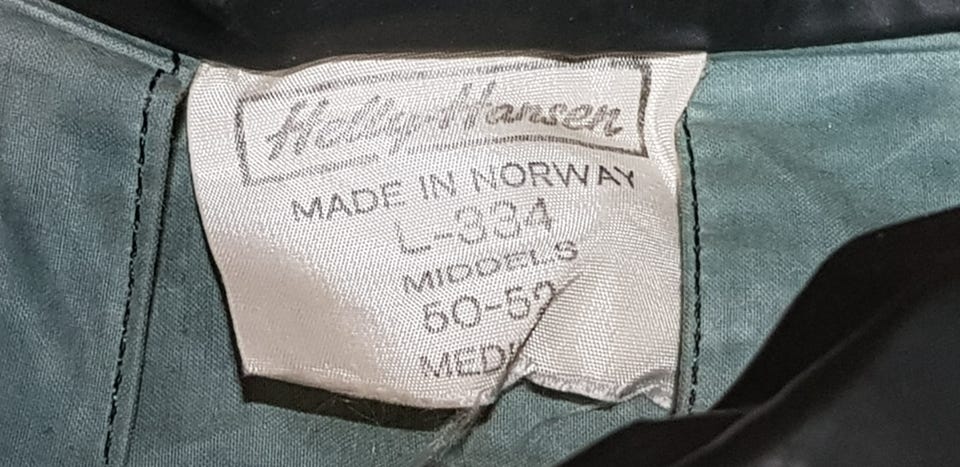 Helly-Hansen
MADE IN NORWAY
L-334
MIDDELS
50-52